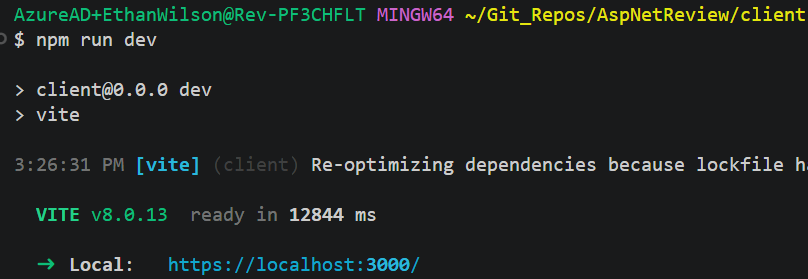 AzureAD+EthanWilson@Rev-PF3CHFLT MINGW64 ~/Git_Repos/AspNetReview/client
$ npm run dev
> client@0.0.0 dev
> vite
3:26:31 PM [vite] (client) Re-optimizing dependencies because lockfile
VITE v8.0.13 ready in 12844 ms
➜ Local: https://localhost:3000/